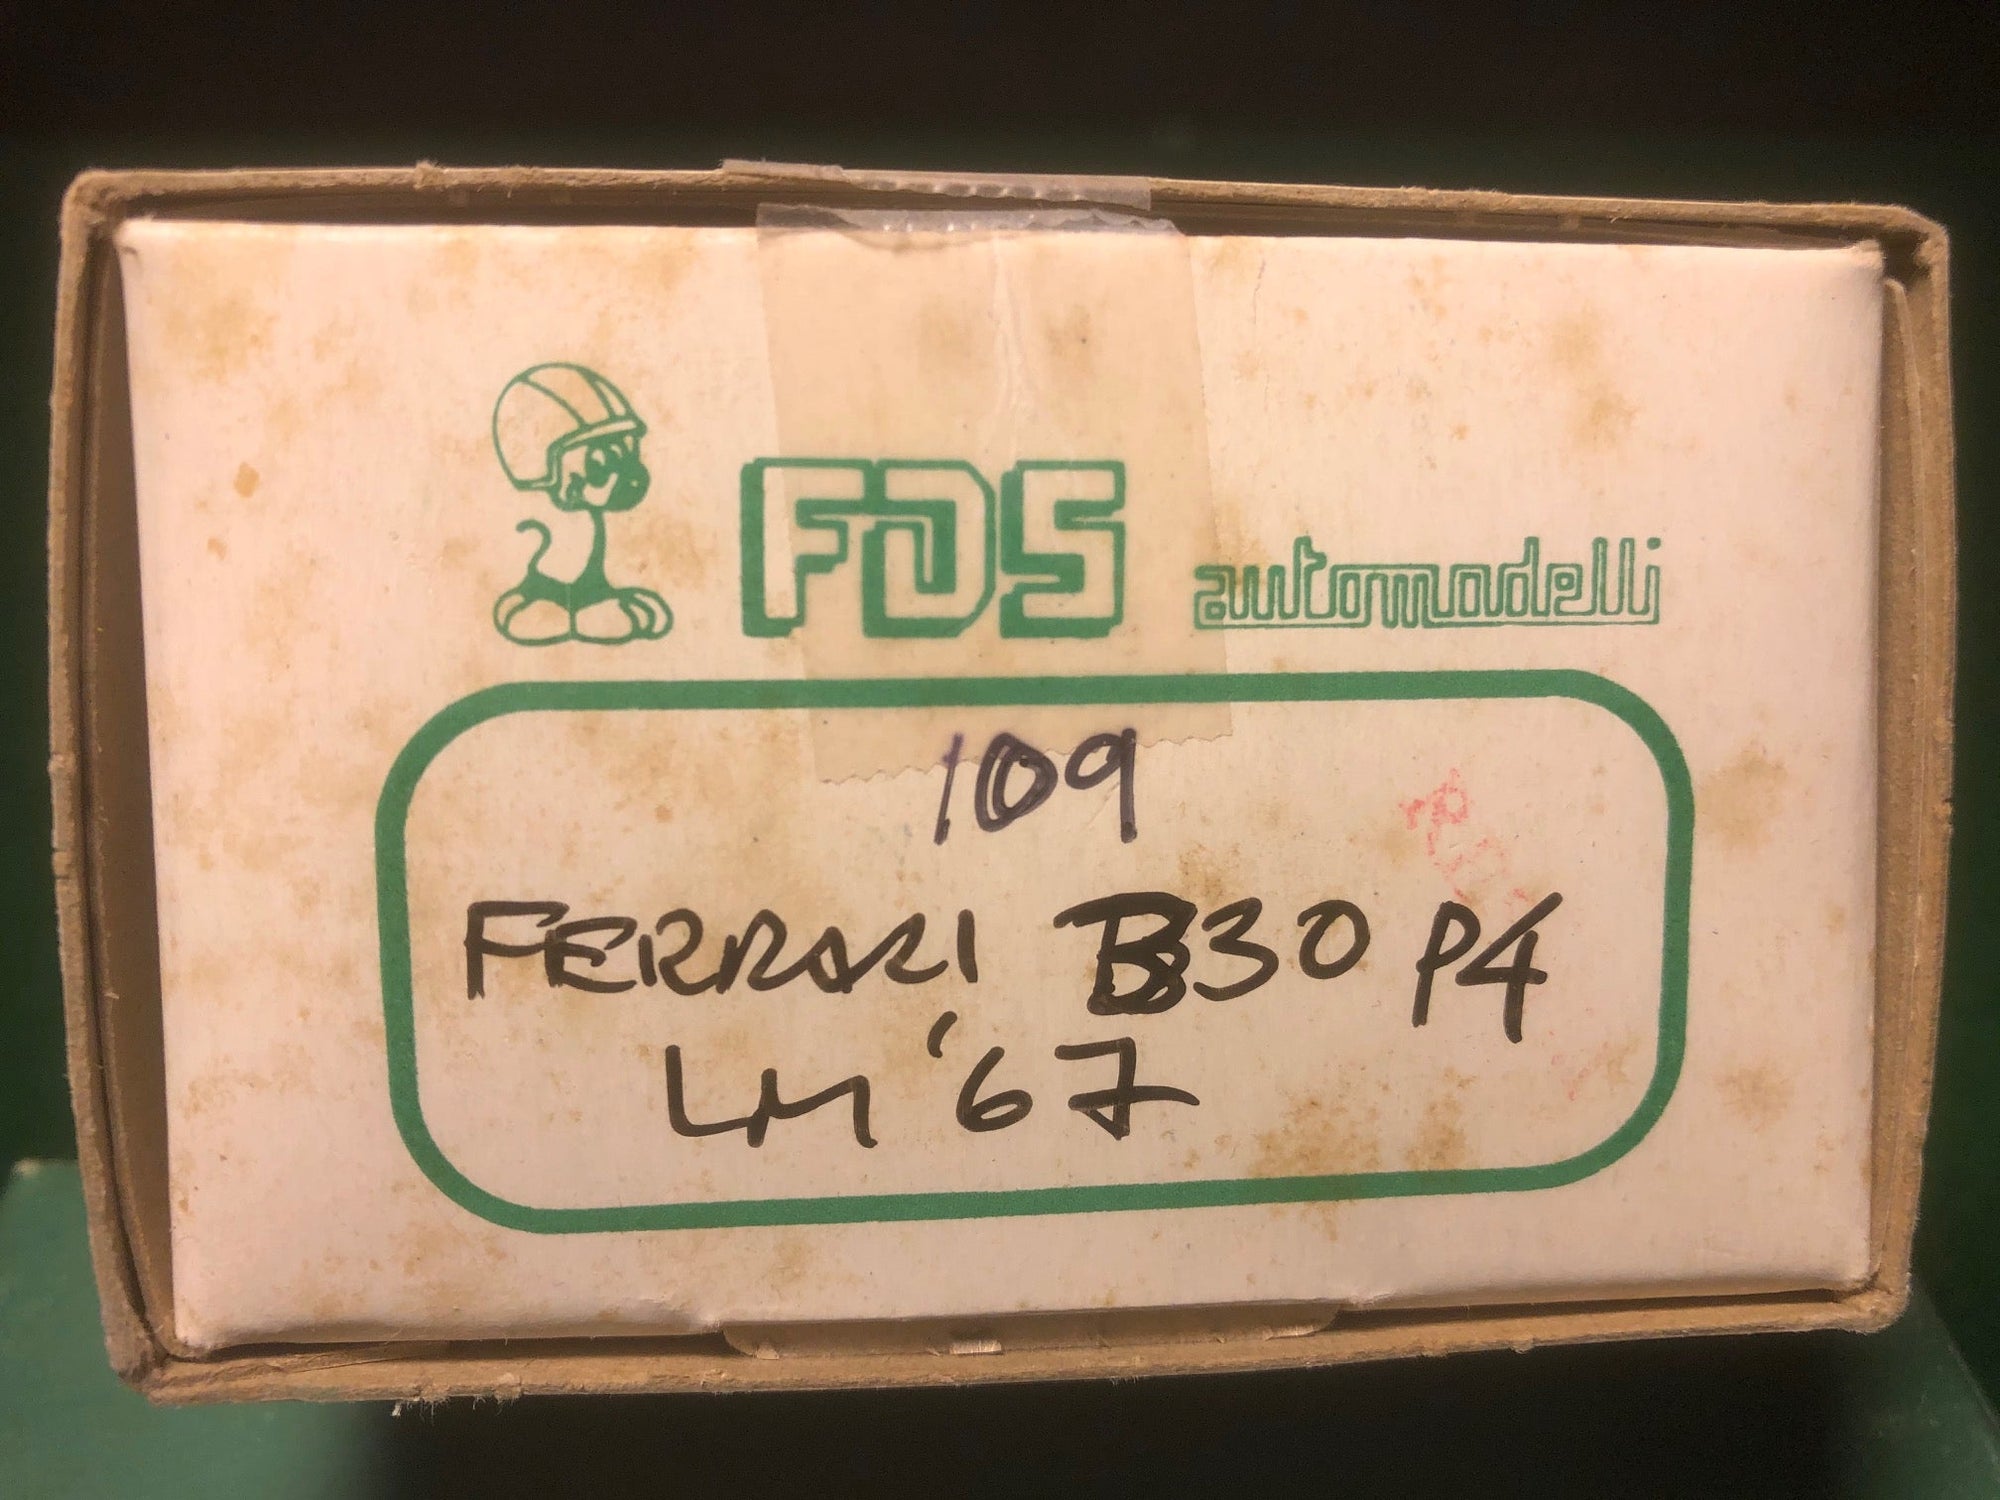 FDS automodelli
109
FERRARI 330 P4
LM '67